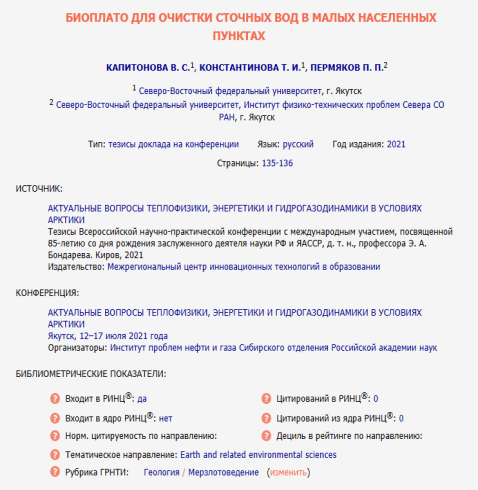 БИОПЛАТО ДЛЯ ОЧИСТКИ СТОЧНЫХ ВОД В МАЛЫХ НАСЕЛЕННЫХ
ПУНКТАХ
КАПИТОНОВА В. С.1, КОНСТАНТИНОВА Т. И.1, ПЕРМЯКОВ П. П.2
1 Северо-Восточный федеральный университет, г. Якутск
2 Северо-Восточный федеральный университет, Институт физико-технических проблем Севера СО
РАН, г. Якутск
Тип: тезисы доклада на конференции Язык: русский Год издания: 2021
Страницы: 135-136
ИСТОЧНИК:
АКТУАЛЬНЫЕ ВОПРОСЫ ТЕПЛОФИЗИКИ, ЭНЕРГЕТИКИ И ГИДРОГАЗОДИНАМИКИ В УСЛОВИЯХ
АРКТИКИ
Тезисы Всероссийской научно-практической конференции с международным участием, посвященной
85-летию со дня рождения заслуженного деятеля науки РФ и ЯАССР, д. т. н., профессора Э. А.
Бондарева. Киров, 2021
Издательство: Межрегиональный центр инновационных технологий в образовании
КОНФЕРЕНЦИЯ:
АКТУАЛЬНЫЕ ВОПРОСЫ ТЕПЛОФИЗИКИ, ЭНЕРГЕТИКИ И ГИДРОГАЗОДИНАМИКИ В УСЛОВИЯХ
АРКТИКИ
Якутск, 12–17 июля 2021 года
Организаторы: Институт проблем нефти и газа Сибирского отделения Российской академии наук
БИБЛИОМЕТРИЧЕСКИЕ ПОКАЗАТЕЛИ:
? Входит в РИНЦ®: да ? Цитирований в РИНЦ®: 0
? Входит в ядро РИНЦ®: нет ? Цитирований из ядра РИНЦ®: 0
? Норм. цитируемость по направлению: ? Дециль в рейтинге по направлению:
? Тематическое направление: Earth and related environmental sciences
? Рубрика ГРНТИ: Геология / Мерзлотоведение (изменить)